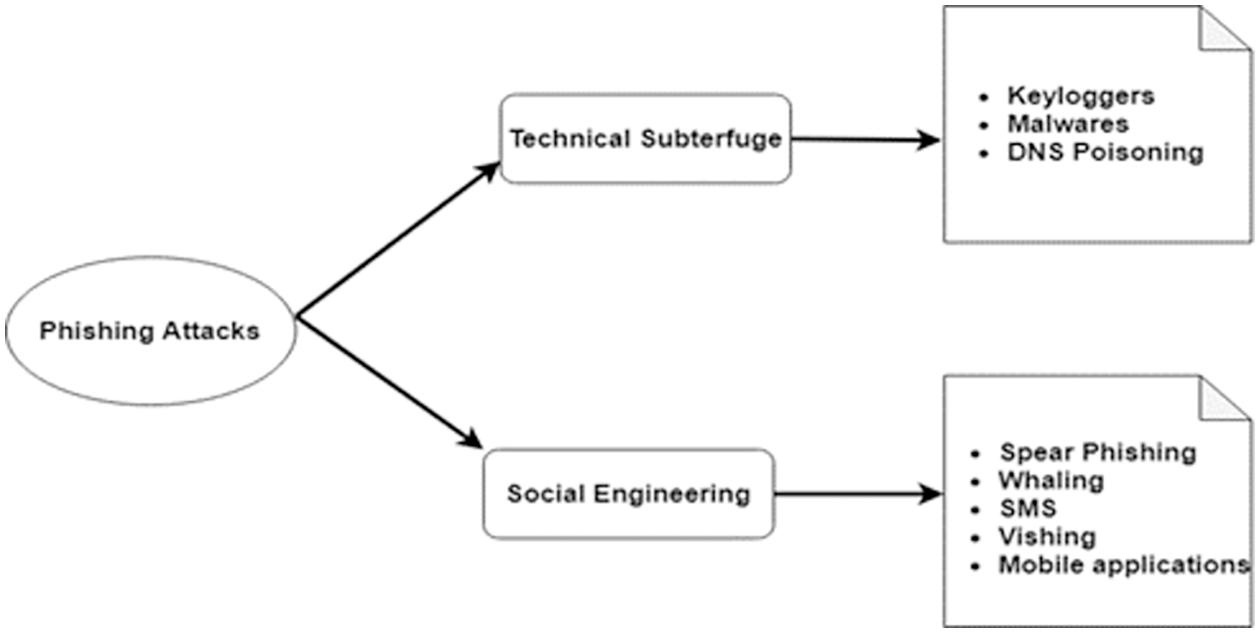 Phishing Attacks
Technical Subterfuge
• Keyloggers
• Malwares
• DNS Poisoning
Social Engineering
• Spear Phishing
• Whaling
• SMS
• Vishing
• Mobile applications